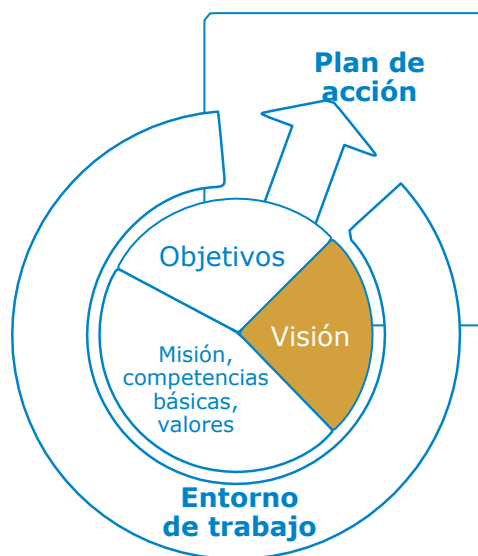 Plan de
acción
Objetivos
Visión
Misión,
competencias
básicas,
valores
Entorno
de trabajo